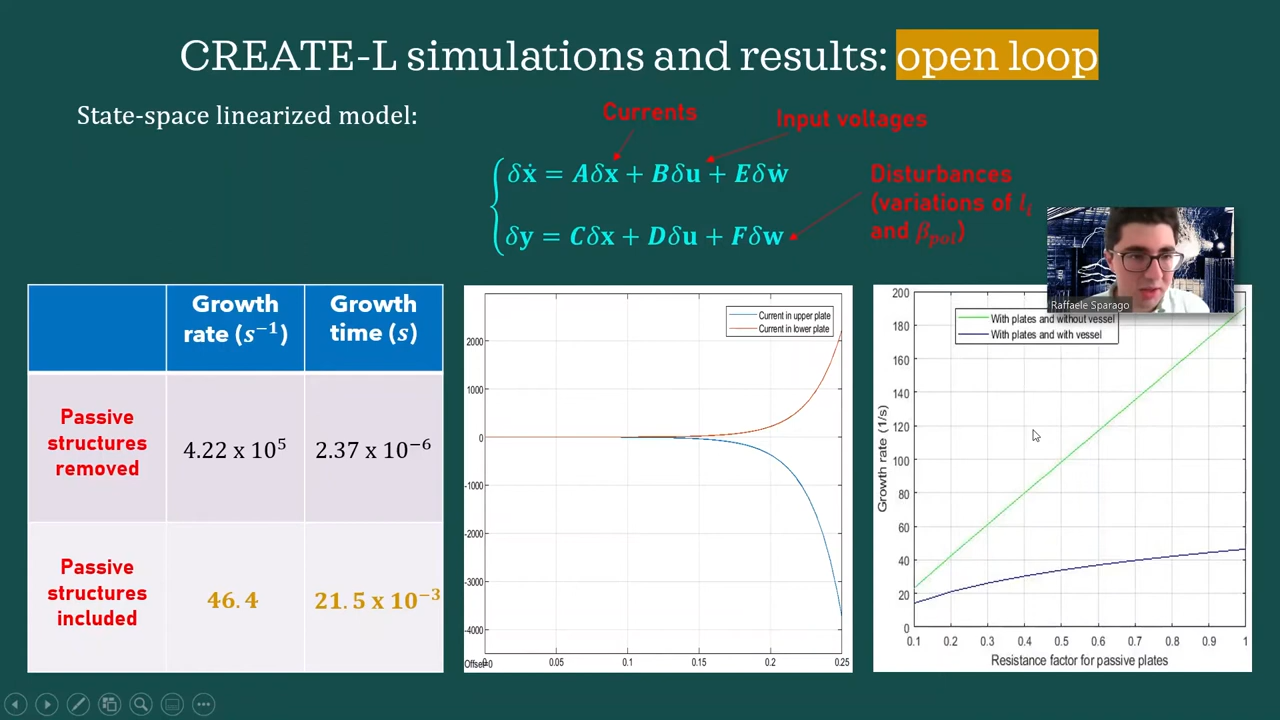 CREATE-L simulations and results: open loop
State-space linearized model:
Currents
Input voltages
δẋ = Aδx + Bδu + Eδẇ
δy = Cδx + Dδu + Fδw
Disturbances
(variations of l_i
and β_pol)
Raffaele Sparago
Growth
rate (s⁻¹)
Growth
time (s)
Passive
structures
removed
4.22 x 10⁵
2.37 x 10⁻⁶
Passive
structures
included
46.4
21.5 x 10⁻³
Current in upper plate
Current in lower plate
2000
1000
0
-1000
-2000
-3000
-4000
Offset=0
0
0.05
0.1
0.15
0.2
0.25
With plates and without vessel
With plates and with vessel
Growth rate (1/s)
200
180
160
140
120
100
80
60
40
20
0
0.1
0.2
0.3
0.4
0.5
0.6
0.7
0.8
0.9
1
Resistance factor for passive plates